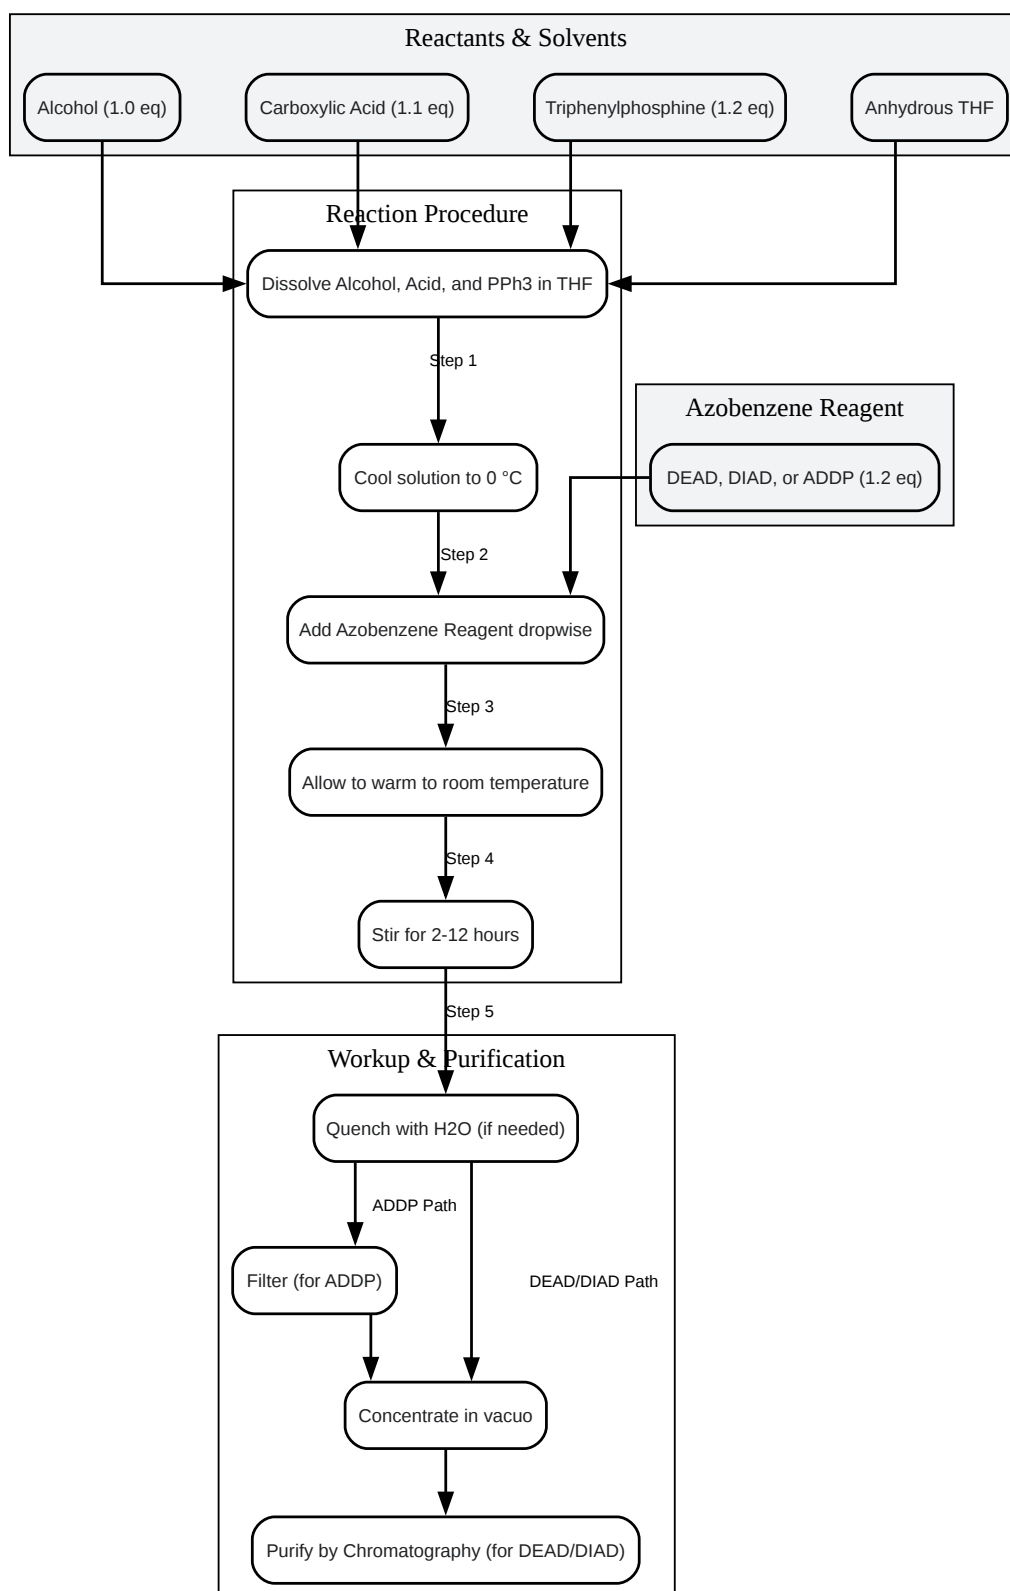 Reactants & Solvents
Alcohol (1.0 eq)
Carboxylic Acid (1.1 eq)
Triphenylphosphine (1.2 eq)
Anhydrous THF
Reaction Procedure
Dissolve Alcohol, Acid, and PPh3 in THF
Step 1
Azobenzene Reagent
Cool solution to 0 °C
DEAD, DIAD, or ADDP (1.2 eq)
Step 2
Add Azobenzene Reagent dropwise
Step 3
Allow to warm to room temperature
Step 4
Stir for 2-12 hours
Step 5
Workup & Purification
Quench with H2O (if needed)
ADDP Path
Filter (for ADDP)
DEAD/DIAD Path
Concentrate in vacuo
Purify by Chromatography (for DEAD/DIAD)